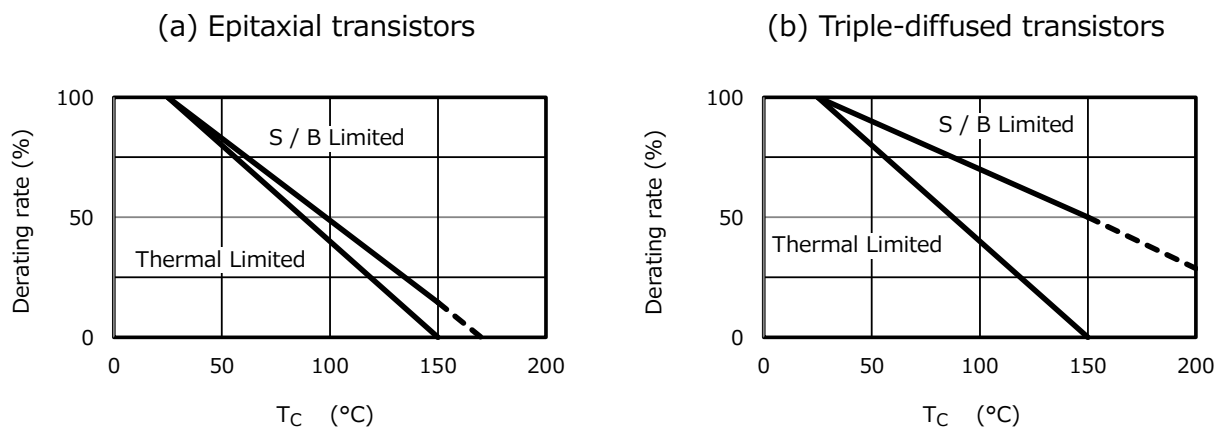 (a) Epitaxial transistors
100
50
0
Derating rate (%)
S / B Limited
Thermal Limited
0 50 100 150 200
T_C (°C)
(b) Triple-diffused transistors
100
50
0
Derating rate (%)
S / B Limited
Thermal Limited
0 50 100 150 200
T_C (°C)